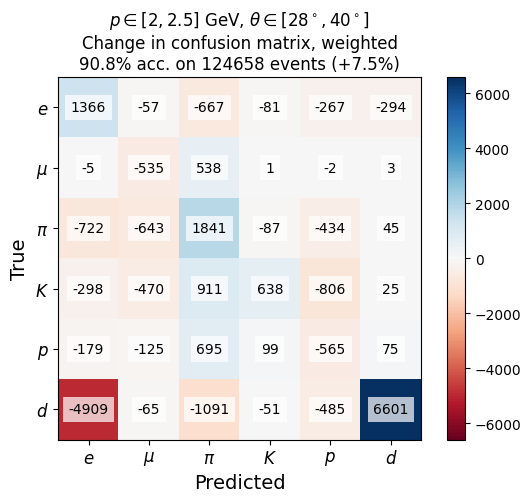 p ∈ [2, 2.5] GeV, θ ∈ [28°, 40°]
Change in confusion matrix, weighted
90.8% acc. on 124658 events (+7.5%)
e 1366 -57 -667 -81 -267 -294
μ -5 -535 538 1 -2 3
π -722 -643 1841 -87 -434 45
K -298 -470 911 638 -806 25
p -179 -125 695 99 -565 75
d -4909 -65 -1091 -51 -485 6601
e μ π K p d
True
Predicted
6000
4000
2000
0
−2000
−4000
−6000